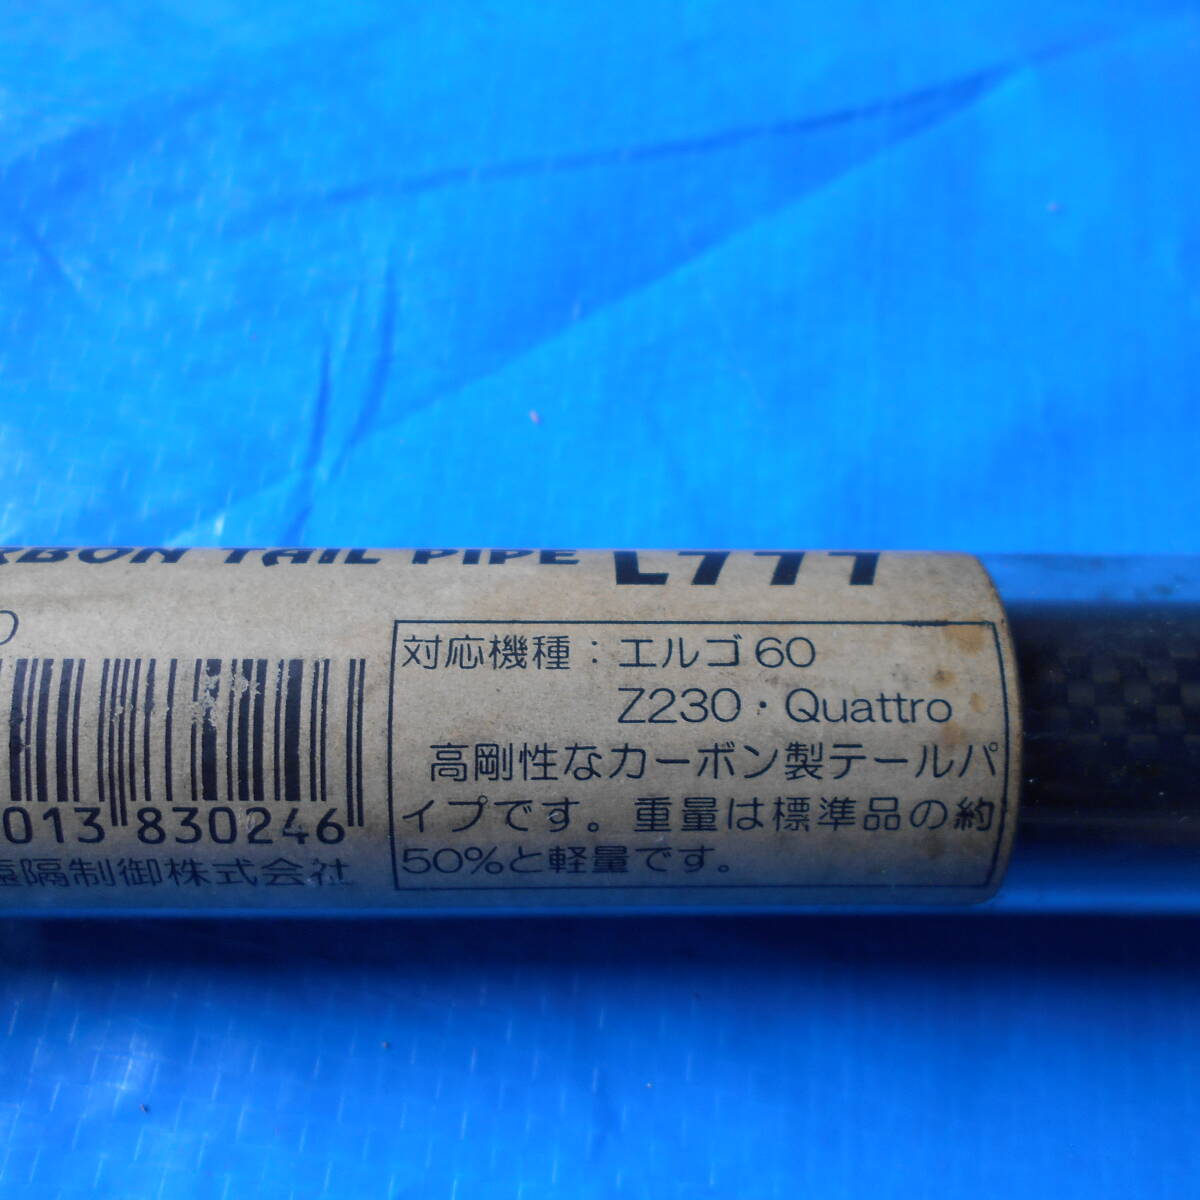 RBON TAIL PIPE L777
対応機種：エルゴ60
Z230・Quattro
高剛性なカーボン製テールパ
イプです。重量は標準品の約
50%と軽量です。
013 830246
遠隔制御株式会社